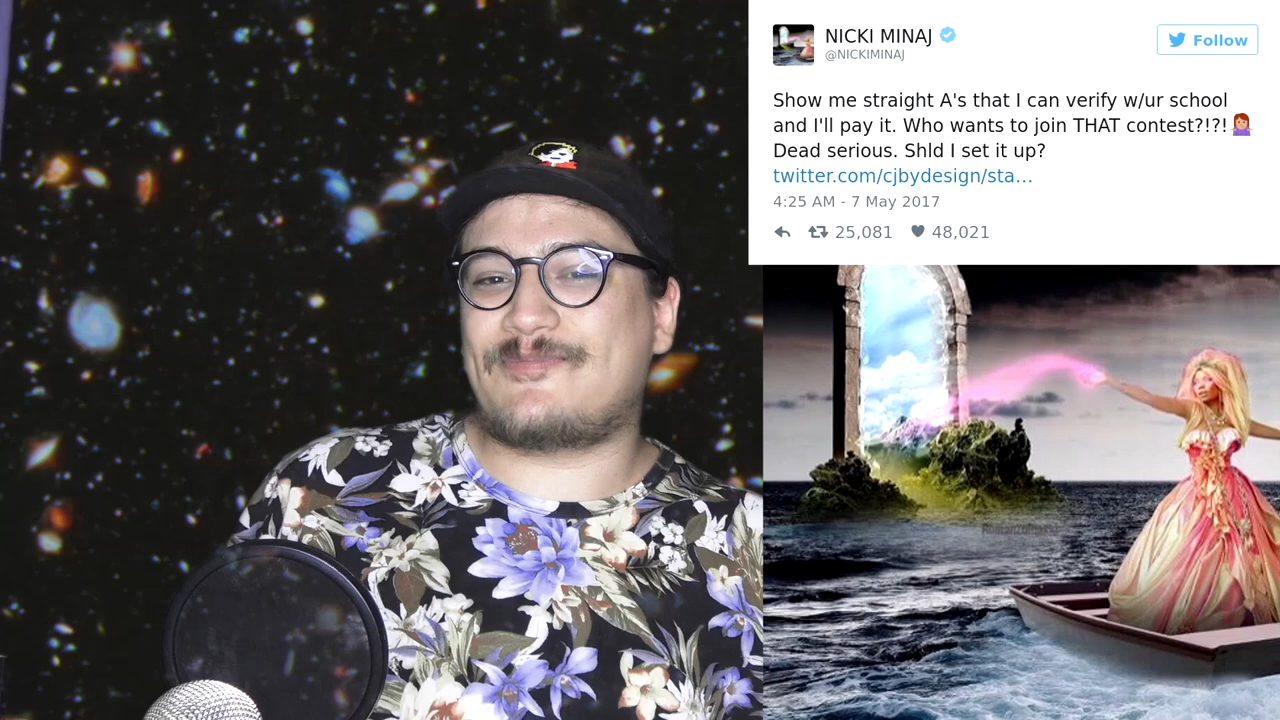 NICKI MINAJ
@NICKIMINAJ
Follow
Show me straight A's that I can verify w/ur school
and I'll pay it. Who wants to join THAT contest?!?!🤷🏽‍♀️
Dead serious. Shld I set it up?
twitter.com/cjbydesign/sta…
4:25 AM - 7 May 2017
25,081 48,021